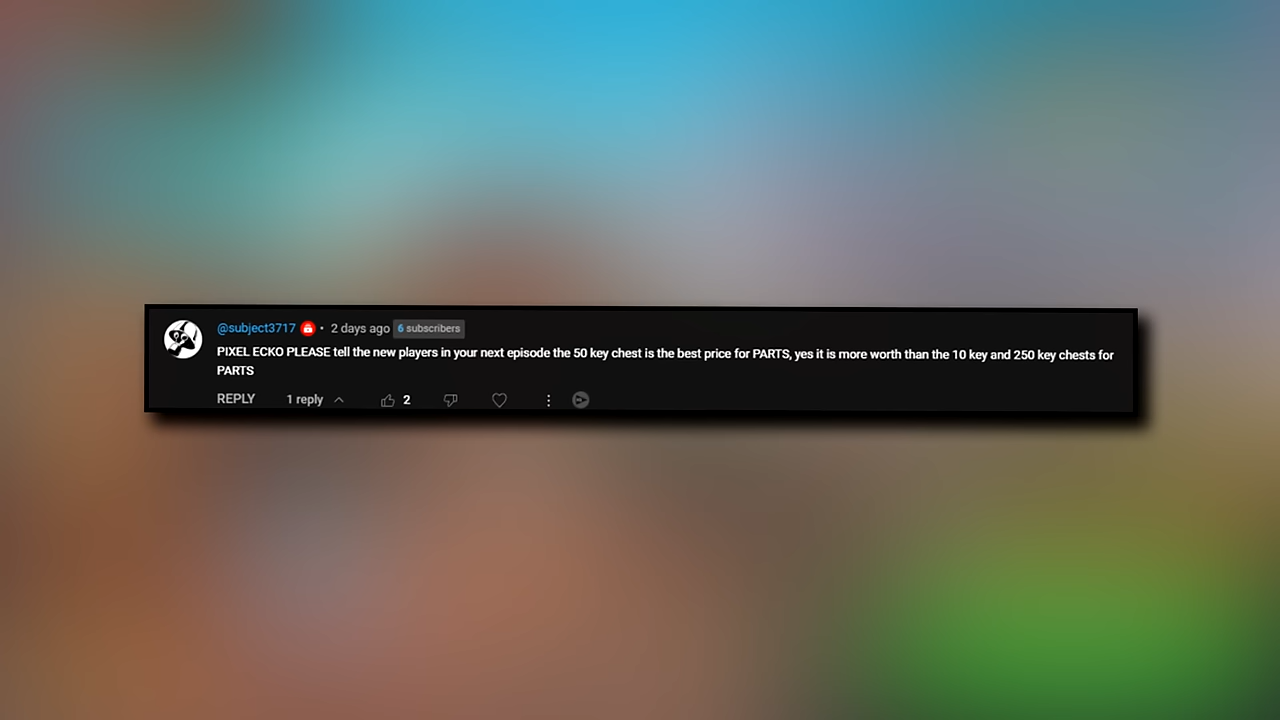 @subject3717 • 2 days ago 6 subscribers
PIXEL ECKO PLEASE tell the new players in your next episode the 50 key chest is the best price for PARTS, yes it is more worth than the 10 key and 250 key chests for
PARTS
REPLY 1 reply 2